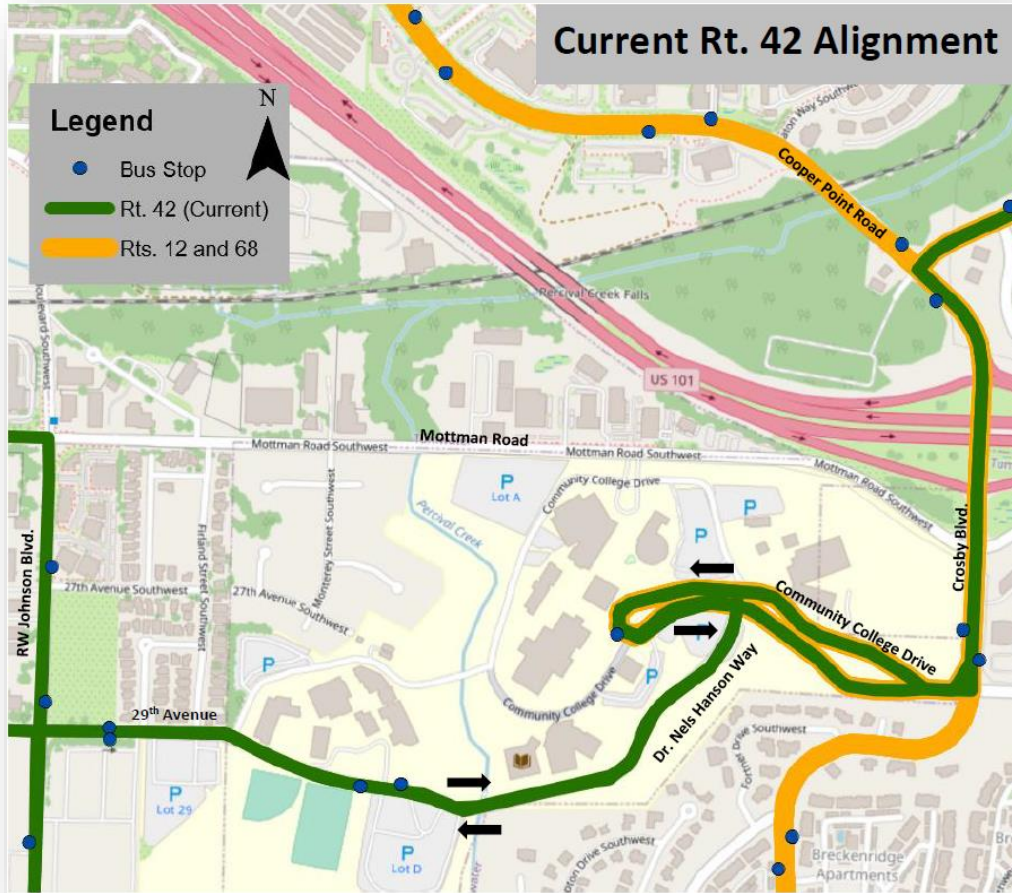 Current Rt. 42 Alignment
Legend
N
Bus Stop
Rt. 42 (Current)
Rts. 12 and 68
Cooper Point Road
Percival Creek Falls
US 101
Mottman Road Southwest
Mottman Road
Mottman Road Southwest
Mottman Road Southwest
P
Lot A
Community College Drive
P
P
Percival Creek
RW Johnson Blvd.
Firland Street Southwest
Monterey Street Southwest
27th Avenue Southwest
27th Avenue Southwest
Crosby Blvd.
Community College Drive
P
P
Community College Drive
Dr. Nels Hanson Way
29th Avenue
P
Lot 29
P
Lot D
Breckenridge
Apartments